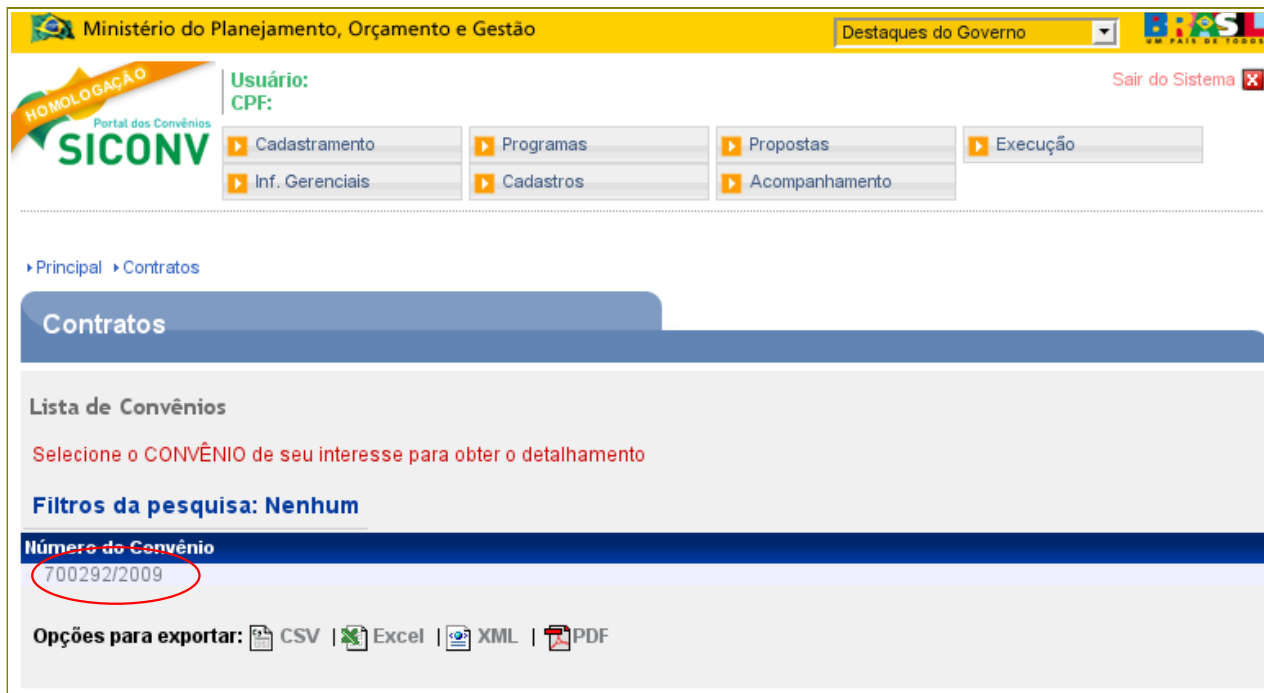 Ministério do Planejamento, Orçamento e Gestão
Destaques do Governo
BRASIL
UM PAÍS DE TODOS
HOMOLOGAÇÃO
Portal dos Convênios
SICONV
Usuário:
CPF:
Sair do Sistema
Cadastramento Programas Propostas Execução
Inf. Gerenciais Cadastros Acompanhamento
Principal Contratos
Contratos
Lista de Convênios
Selecione o CONVÊNIO de seu interesse para obter o detalhamento
Filtros da pesquisa: Nenhum
Número do Convênio
700292/2009
Opções para exportar: CSV | Excel | XML | PDF